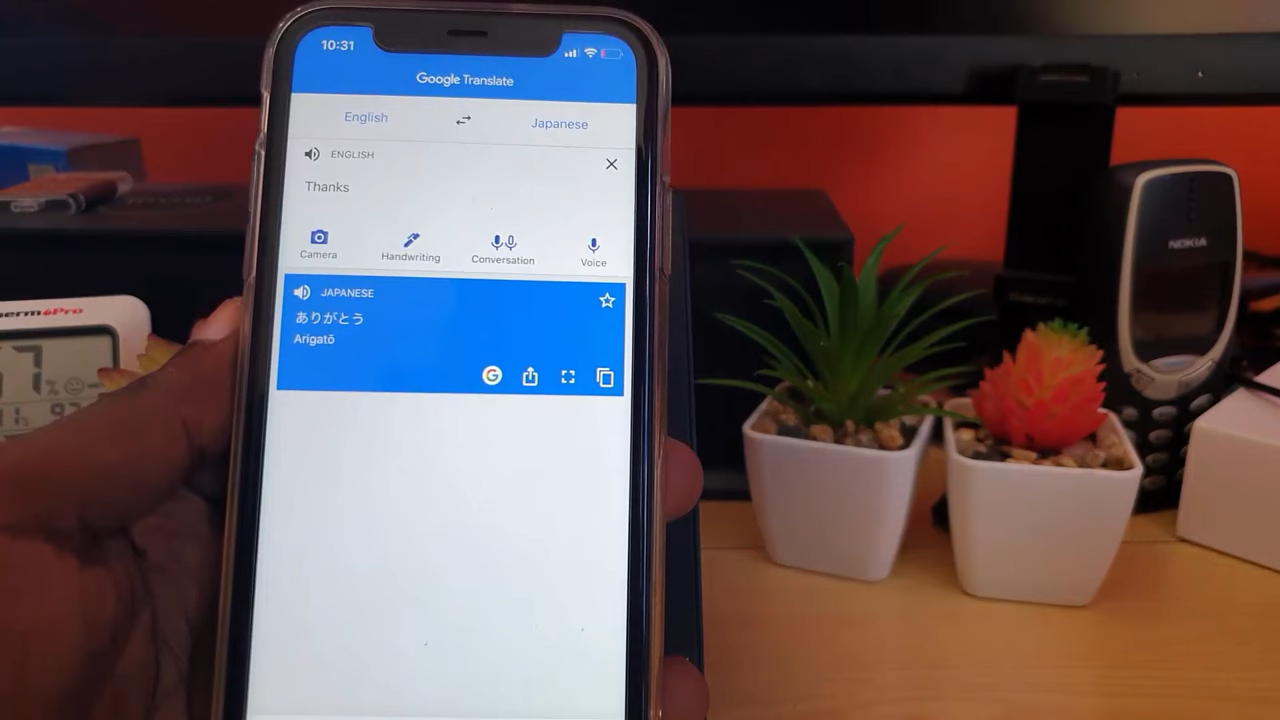 10:31
Google Translate
English
Japanese
ENGLISH
Thanks
Camera
Handwriting
Conversation
Voice
JAPANESE
ありがとう
Arigatō
G
NOKIA
Pro
%